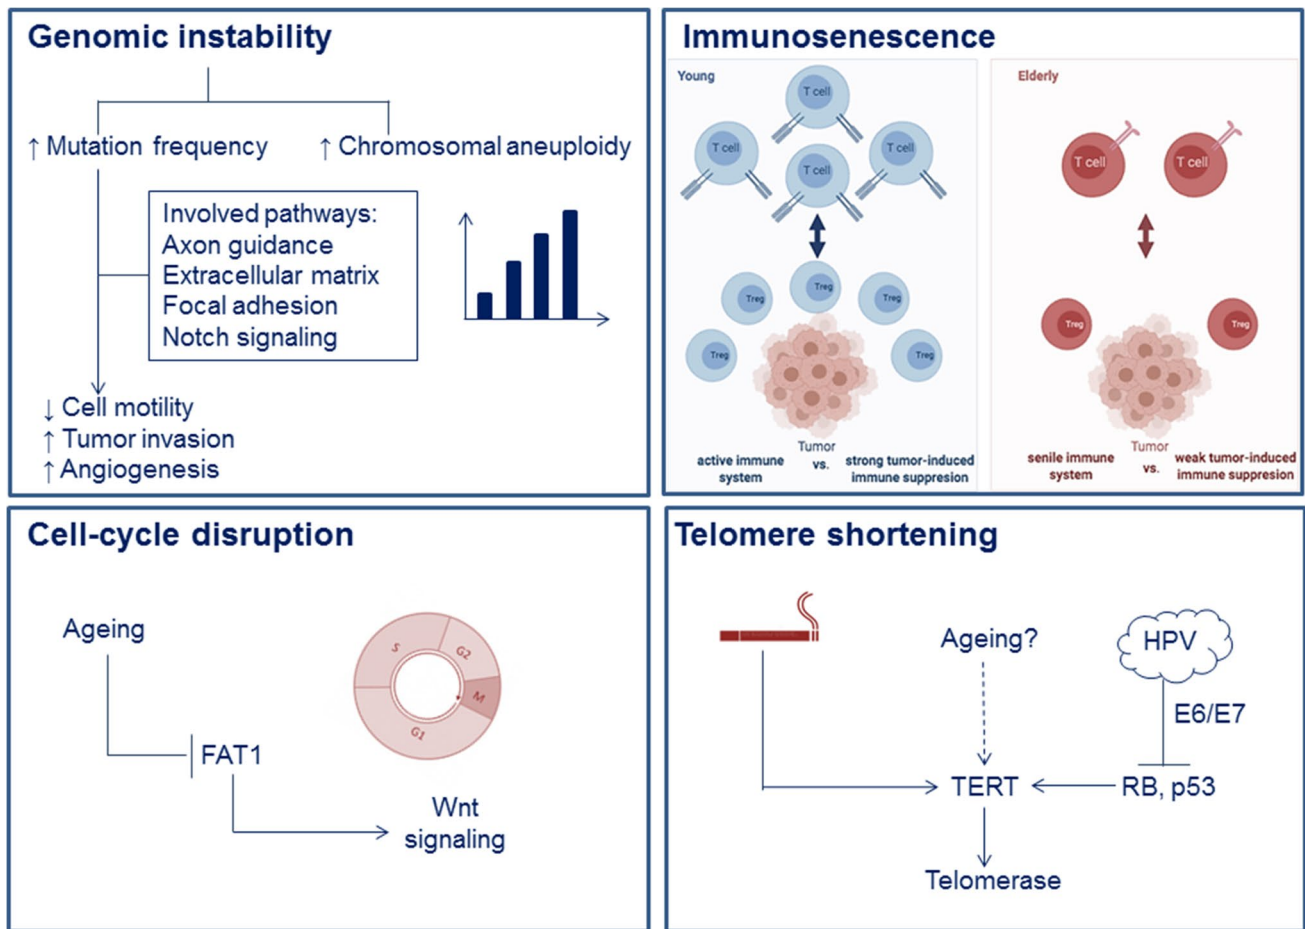 Genomic instability
↑ Mutation frequency
↑ Chromosomal aneuploidy
Involved pathways:
Axon guidance
Extracellular matrix
Focal adhesion
Notch signaling
↓ Cell motility
↑ Tumor invasion
↑ Angiogenesis
Immunosenescence
Young
T cell
T cell
T cell
T cell
Treg
Treg
Treg
Treg
Treg
Tumor
active immune
system
vs.
strong tumor-induced
immune suppresion
Elderly
T cell
T cell
Treg
Treg
Tumor
senile immune
system
vs.
weak tumor-induced
immune suppresion
Cell-cycle disruption
Ageing
FAT1
Wnt
signaling
S
G2
M
G1
Telomere shortening
Ageing?
HPV
E6/E7
TERT
RB, p53
Telomerase